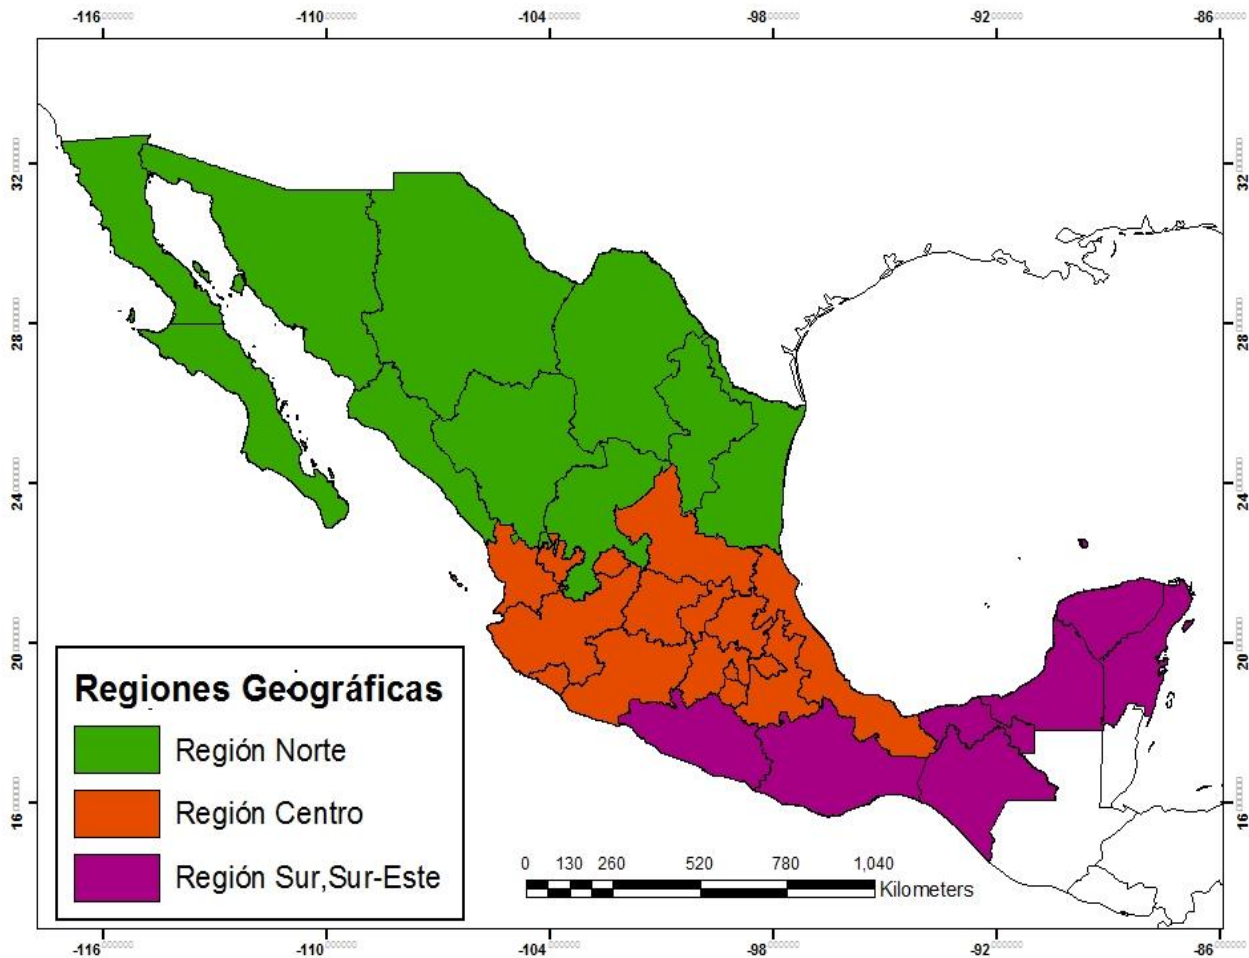 -116 -110 -104 -98 -92 -86
32 32
28 28
24 24
20 20
16 16
Regiones Geográficas
Región Norte
Región Centro
Región Sur,Sur-Este
0 130 260 520 780 1,040
Kilometers
-116 -110 -104 -98 -92 -86